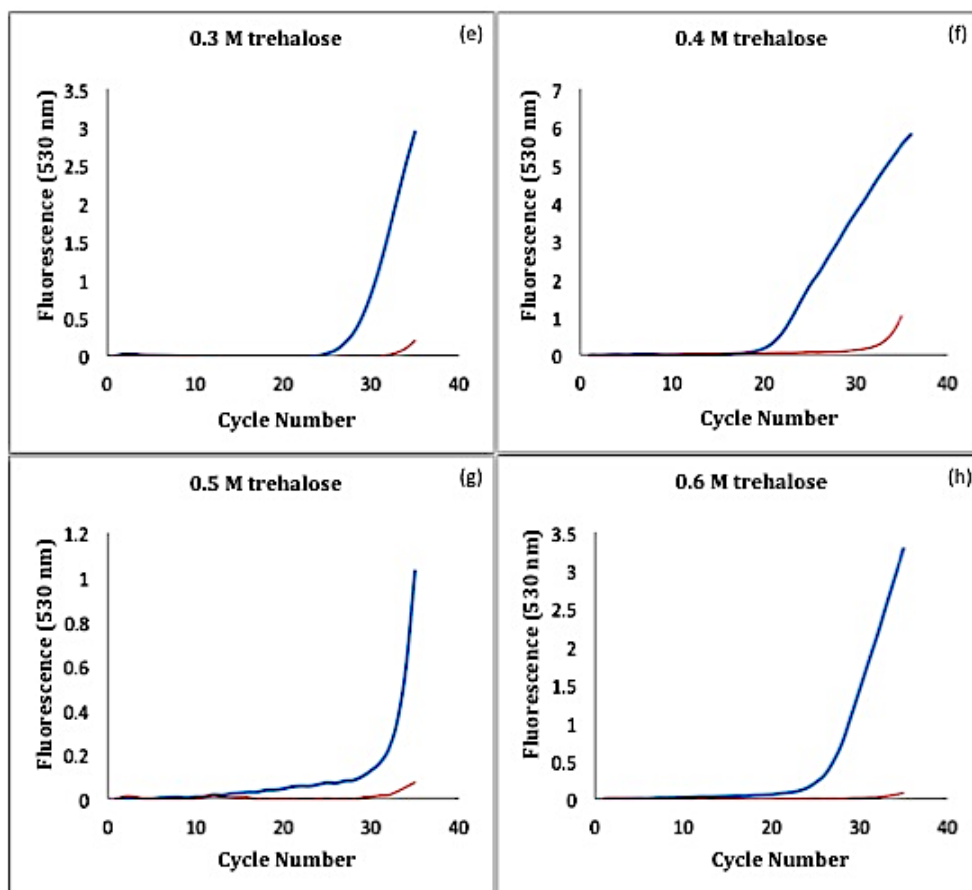 0.3 M trehalose
(e)
Fluorescence (530 nm)
3.5
3
2.5
2
1.5
1
0.5
0
0 10 20 30 40
Cycle Number
0.4 M trehalose
(f)
Fluorescence (530 nm)
7
6
5
4
3
2
1
0
0 10 20 30 40
Cycle Number
0.5 M trehalose
(g)
Fluorescence (530 nm)
1.2
1
0.8
0.6
0.4
0.2
0
0 10 20 30 40
Cycle Number
0.6 M trehalose
(h)
Fluorescence (530 nm)
3.5
3
2.5
2
1.5
1
0.5
0
0 10 20 30 40
Cycle Number